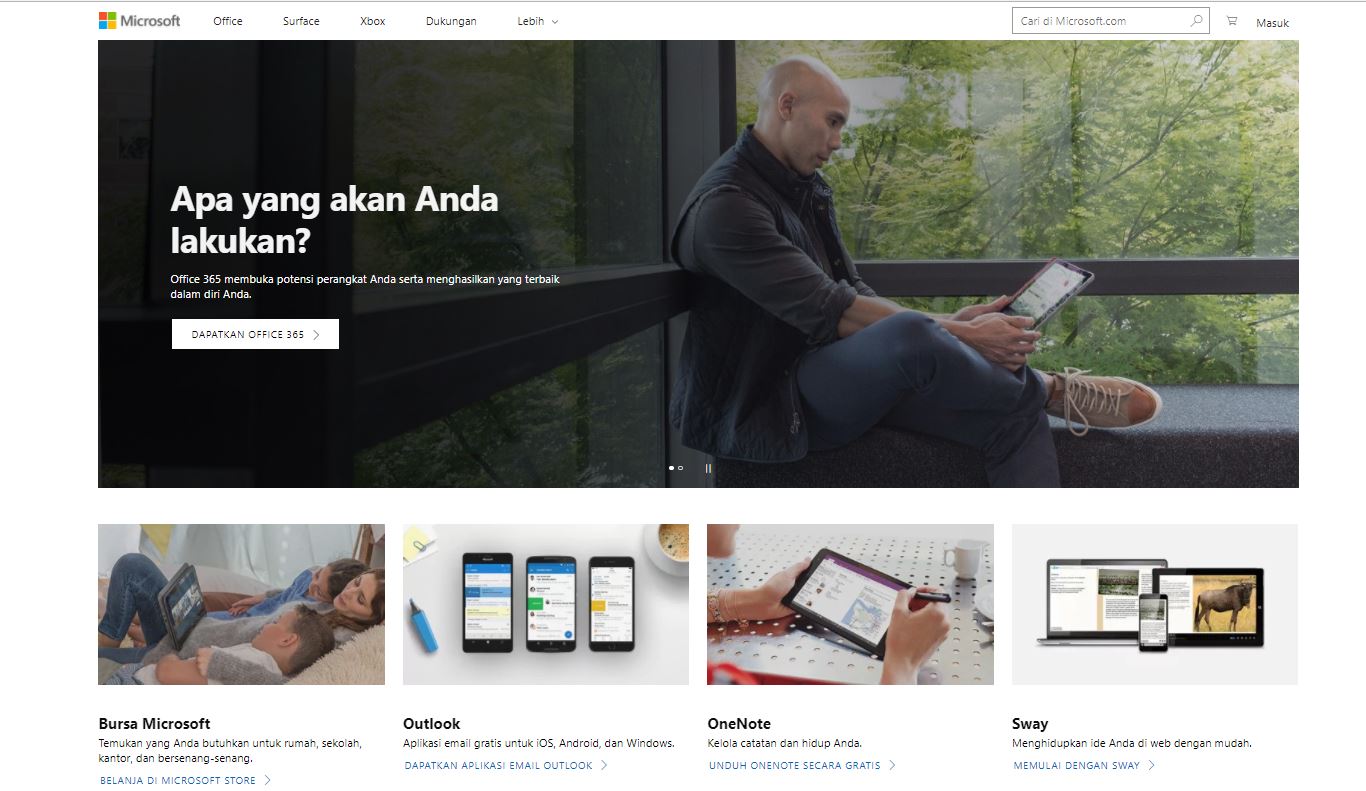 Microsoft
Office
Surface
Xbox
Dukungan
Lebih
Cari di Microsoft.com
Masuk
Apa yang akan Anda
lakukan?
Office 365 membuka potensi perangkat Anda serta menghasilkan yang terbaik
dalam diri Anda.
DAPATKAN OFFICE 365
Bursa Microsoft
Temukan yang Anda butuhkan untuk rumah, sekolah,
kantor, dan bersenang-senang.
BELANJA DI MICROSOFT STORE
Outlook
Aplikasi email gratis untuk iOS, Android, dan Windows.
DAPATKAN APLIKASI EMAIL OUTLOOK
OneNote
Kelola catatan dan hidup Anda.
UNDUH ONENOTE SECARA GRATIS
Sway
Menghidupkan ide Anda di web dengan mudah.
MEMULAI DENGAN SWAY